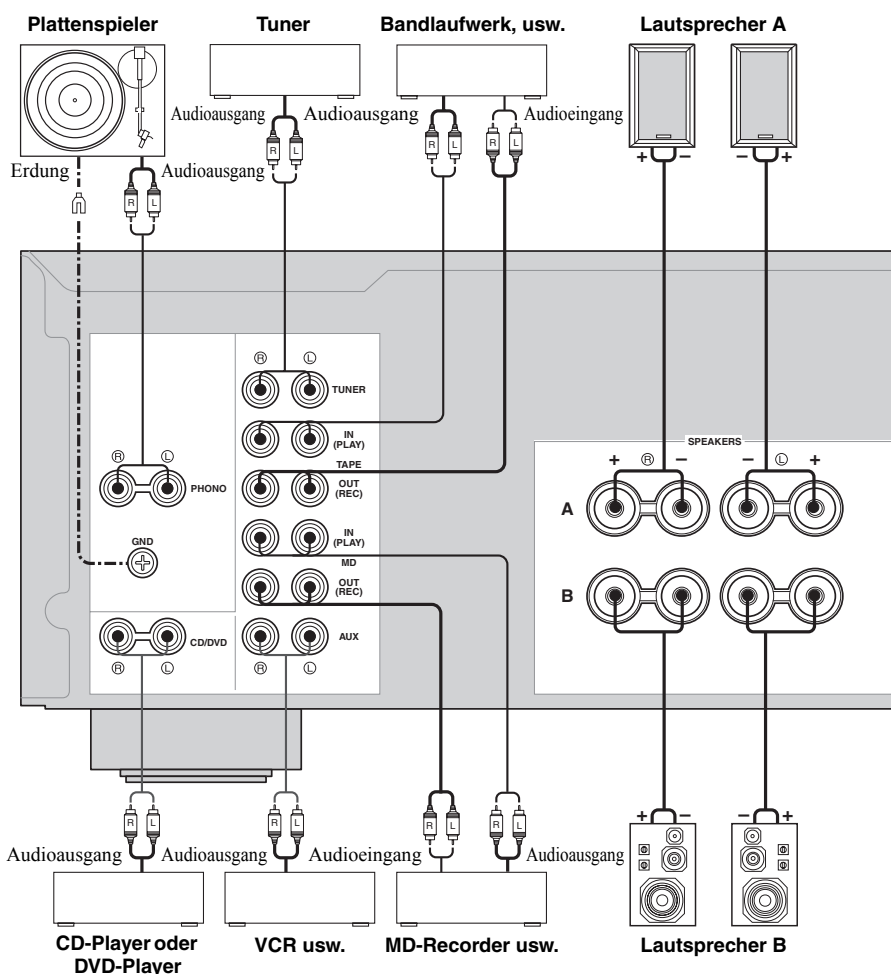 Plattenspieler
Tuner
Bandlaufwerk, usw.
Lautsprecher A
Audioausgang
Audioausgang
Audioeingang
R L
R L
R L
+ − − +
Erdung
Audioausgang
R L
R L
TUNER
IN
(PLAY)
TAPE
OUT
(REC)
R L
PHONO
GND
IN
(PLAY)
MD
OUT
(REC)
CD/DVD
R L
AUX
R L
SPEAKERS
+ R − − L +
A
B
R L
R L
R L
R L
+ − − +
Audioausgang
Audioausgang
Audioeingang
Audioausgang
CD-Player oder
DVD-Player
VCR usw.
MD-Recorder usw.
Lautsprecher B